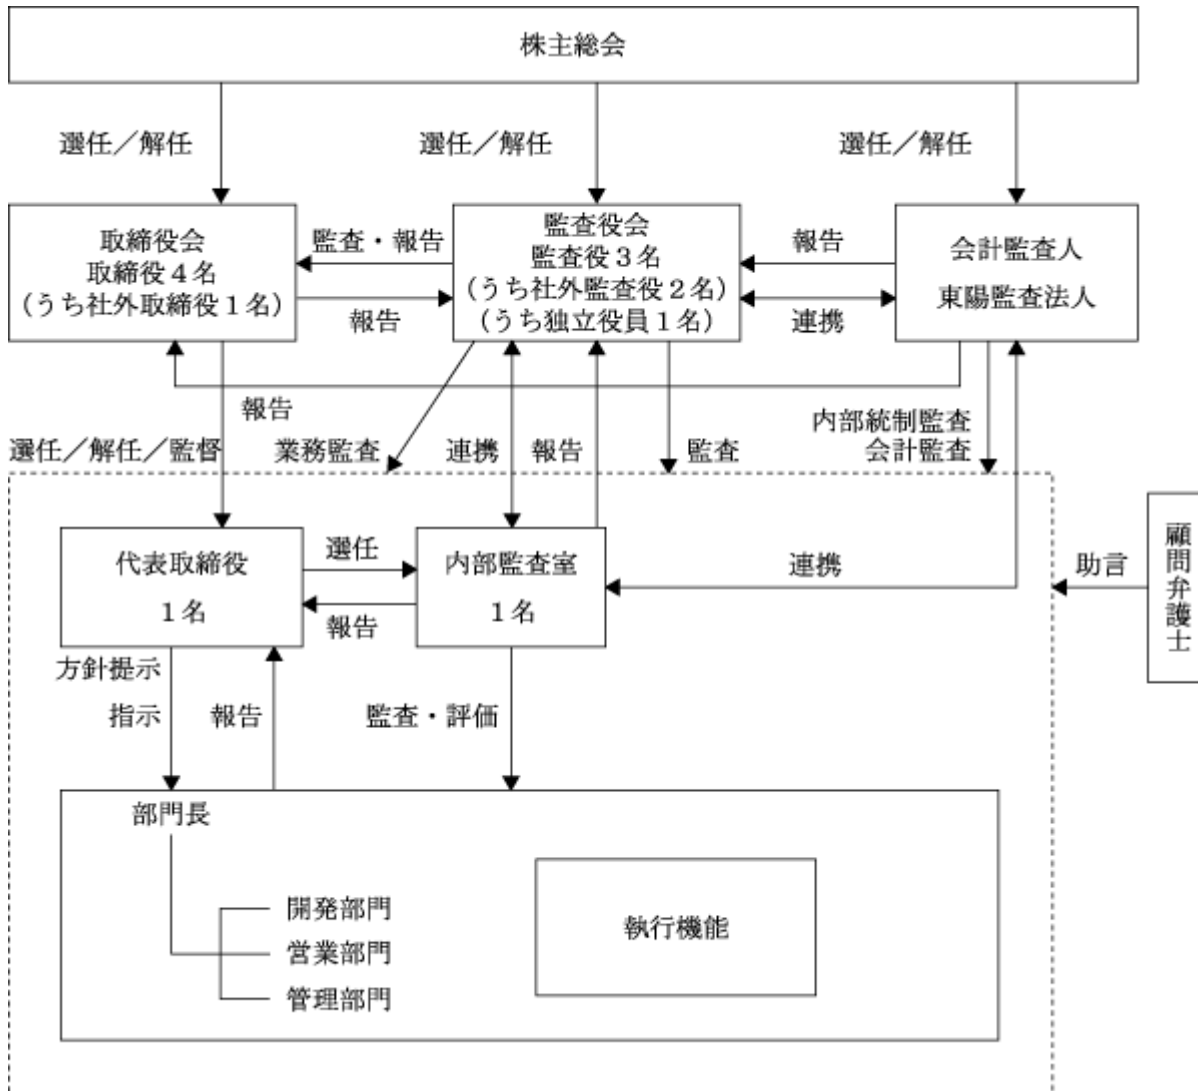 株主総会
選任／解任
選任／解任
選任／解任
取締役会
取締役４名
（うち社外取締役１名）
監査・報告
報告
監査役会
監査役３名
（うち社外監査役２名）
（うち独立役員１名）
報告
連携
会計監査人
東陽監査法人
報告
選任／解任／監督
業務監査
連携
報告
監査
内部統制監査
会計監査
代表取締役
１名
選任
報告
内部監査室
１名
連携
助言
顧問弁護士
方針提示
指示
報告
監査・評価
部門長
開発部門
営業部門
管理部門
執行機能